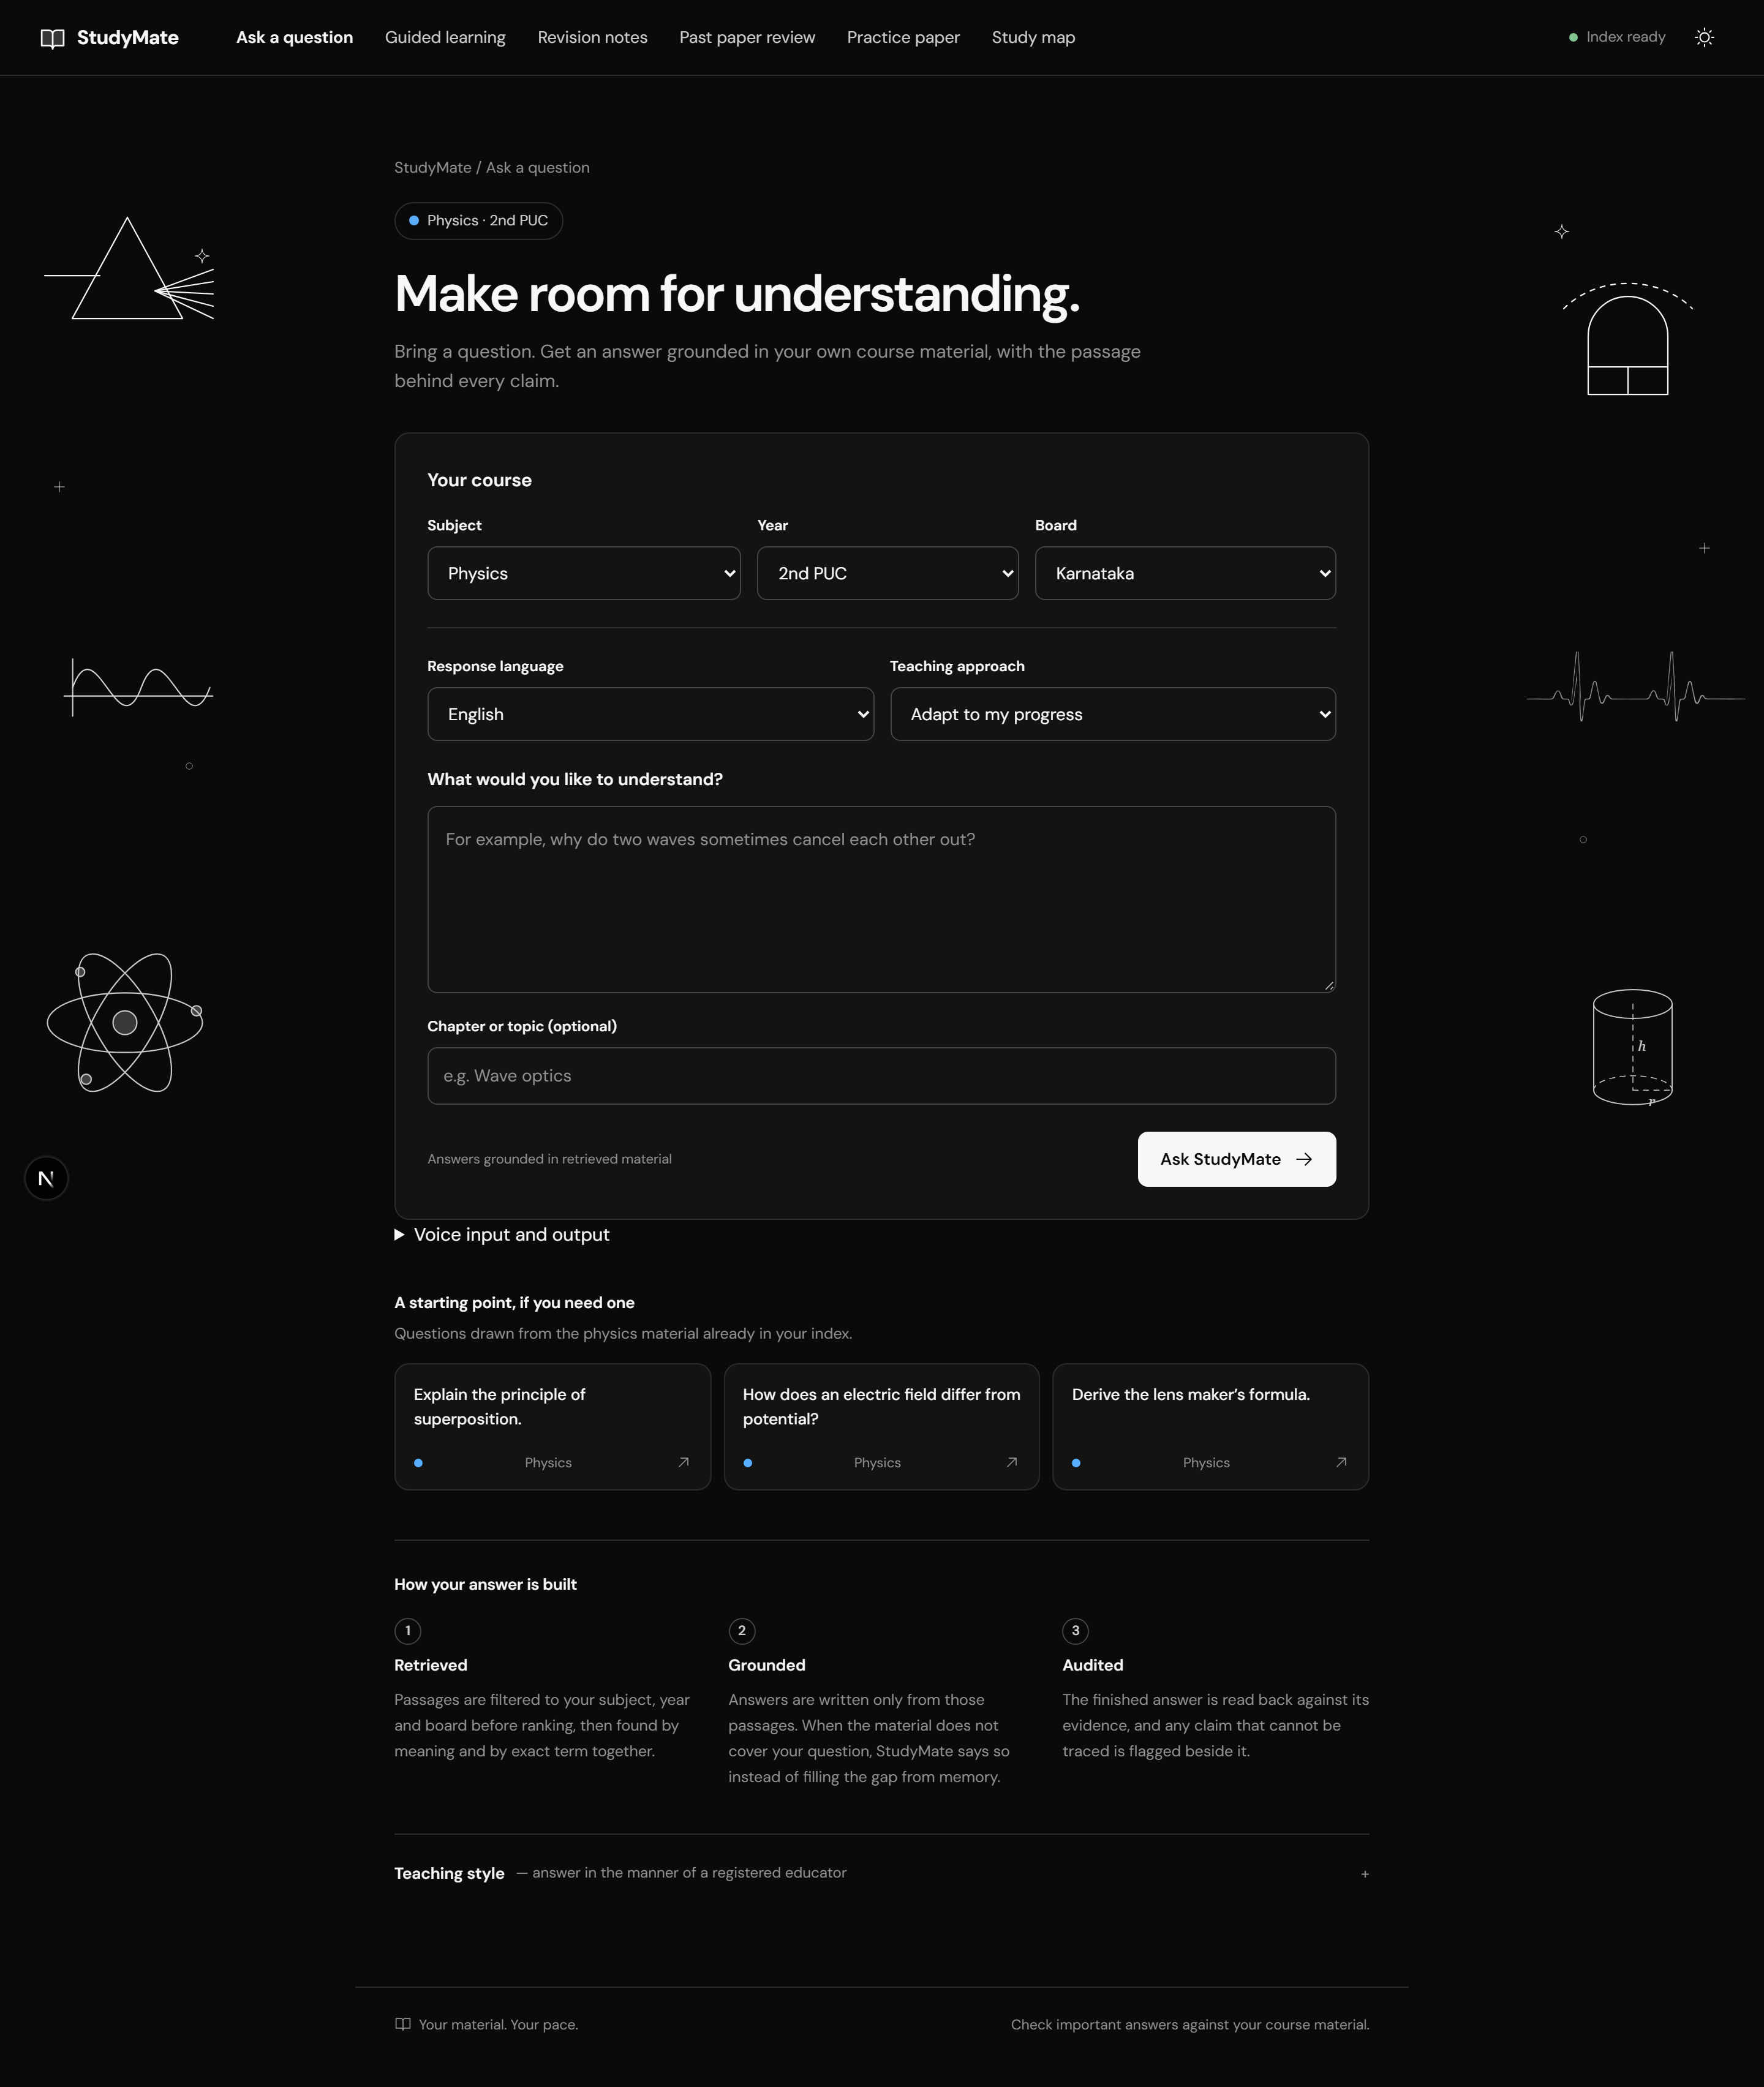 StudyMate
Ask a question
Guided learning
Revision notes
Past paper review
Practice paper
Study map
Index ready
StudyMate / Ask a question
Physics · 2nd PUC
Make room for understanding.
Bring a question. Get an answer grounded in your own course material, with the passage
behind every claim.
Your course
Subject
Year
Board
Physics
2nd PUC
Karnataka
Response language
Teaching approach
English
Adapt to my progress
What would you like to understand?
For example, why do two waves sometimes cancel each other out?
Chapter or topic (optional)
e.g. Wave optics
h
r
Answers grounded in retrieved material
Ask StudyMate →
N
Voice input and output
A starting point, if you need one
Questions drawn from the physics material already in your index.
Explain the principle of
superposition.
Physics
How does an electric field differ from
potential?
Physics
Derive the lens maker’s formula.
Physics
How your answer is built
1
Retrieved
Passages are filtered to your subject, year
and board before ranking, then found by
meaning and by exact term together.
2
Grounded
Answers are written only from those
passages. When the material does not
cover your question, StudyMate says so
instead of filling the gap from memory.
3
Audited
The finished answer is read back against its
evidence, and any claim that cannot be
traced is flagged beside it.
Teaching style — answer in the manner of a registered educator +
Your material. Your pace.
Check important answers against your course material.